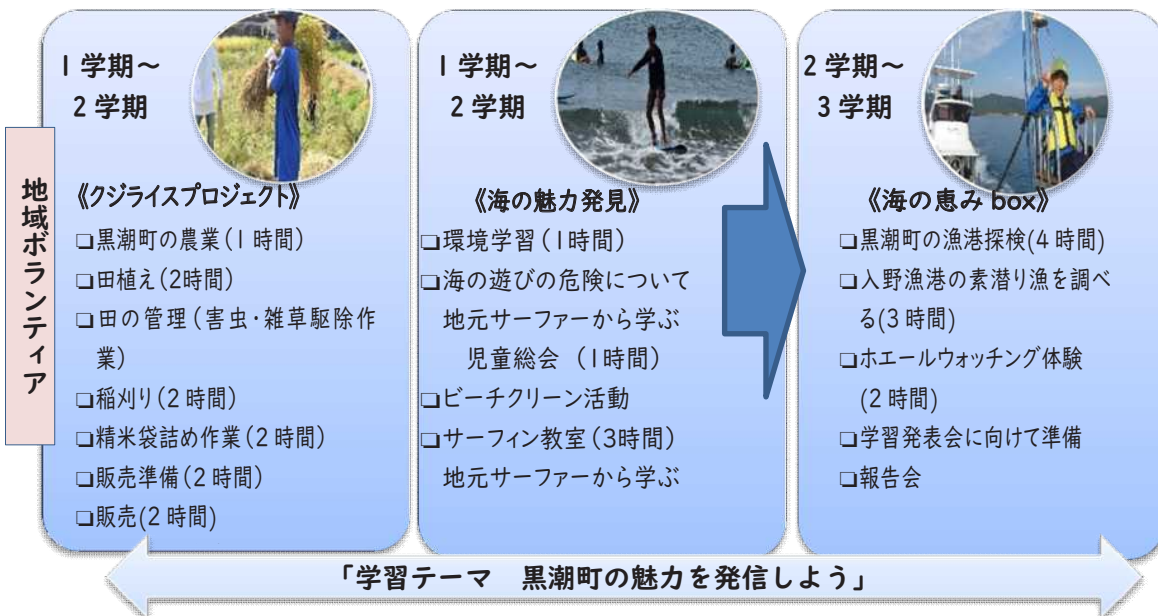 地域ボランティア
1学期～
2学期
《クジライスプロジェクト》
❏黒潮町の農業(1時間)
❏田植え(2時間)
❏田の管理(害虫・雑草駆除作
業)
❏稲刈り(2時間)
❏精米袋詰め作業(2時間)
❏販売準備(2時間)
❏販売(2時間)
1学期～
2学期
《海の魅力発見》
❏環境学習(1時間)
❏海の遊びの危険について
地元サーファーから学ぶ
児童総会 (1時間)
❏ビーチクリーン活動
❏サーフィン教室(3時間)
地元サーファーから学ぶ
2学期～
3学期
《海の恵み box》
❏黒潮町の漁港探検(4時間)
❏入野漁港の素潜り漁を調べ
る(3時間)
❏ホエールウォッチング体験
(2時間)
❏学習発表会に向けて準備
❏報告会
「学習テーマ 黒潮町の魅力を発信しよう」